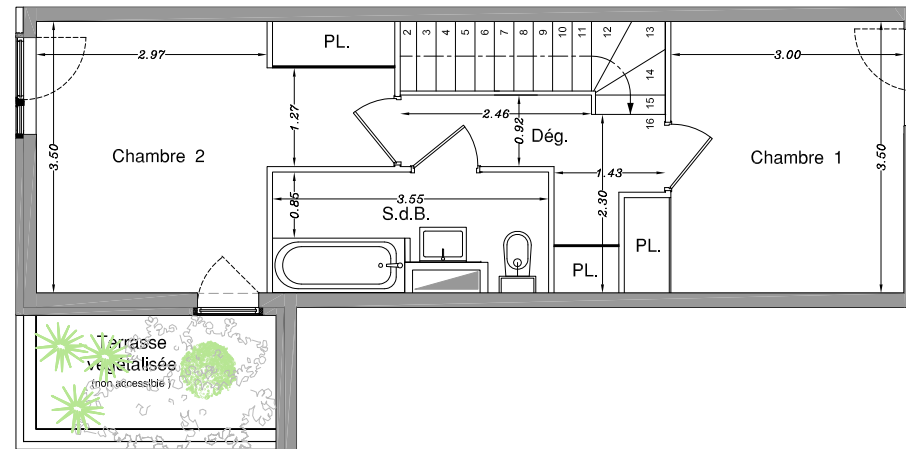 PL.
2 3 4 5 6 7 8 9 10 11 12 13
14
15
16
2.97
3.00
1.27
2.46
0.92
Dég.
3.50
Chambre 2
Chambre 1
3.50
0.85
3.55
S.d.B.
1.43
2.30
PL.
PL.
Terrasse
végétalisée
(non accessible)